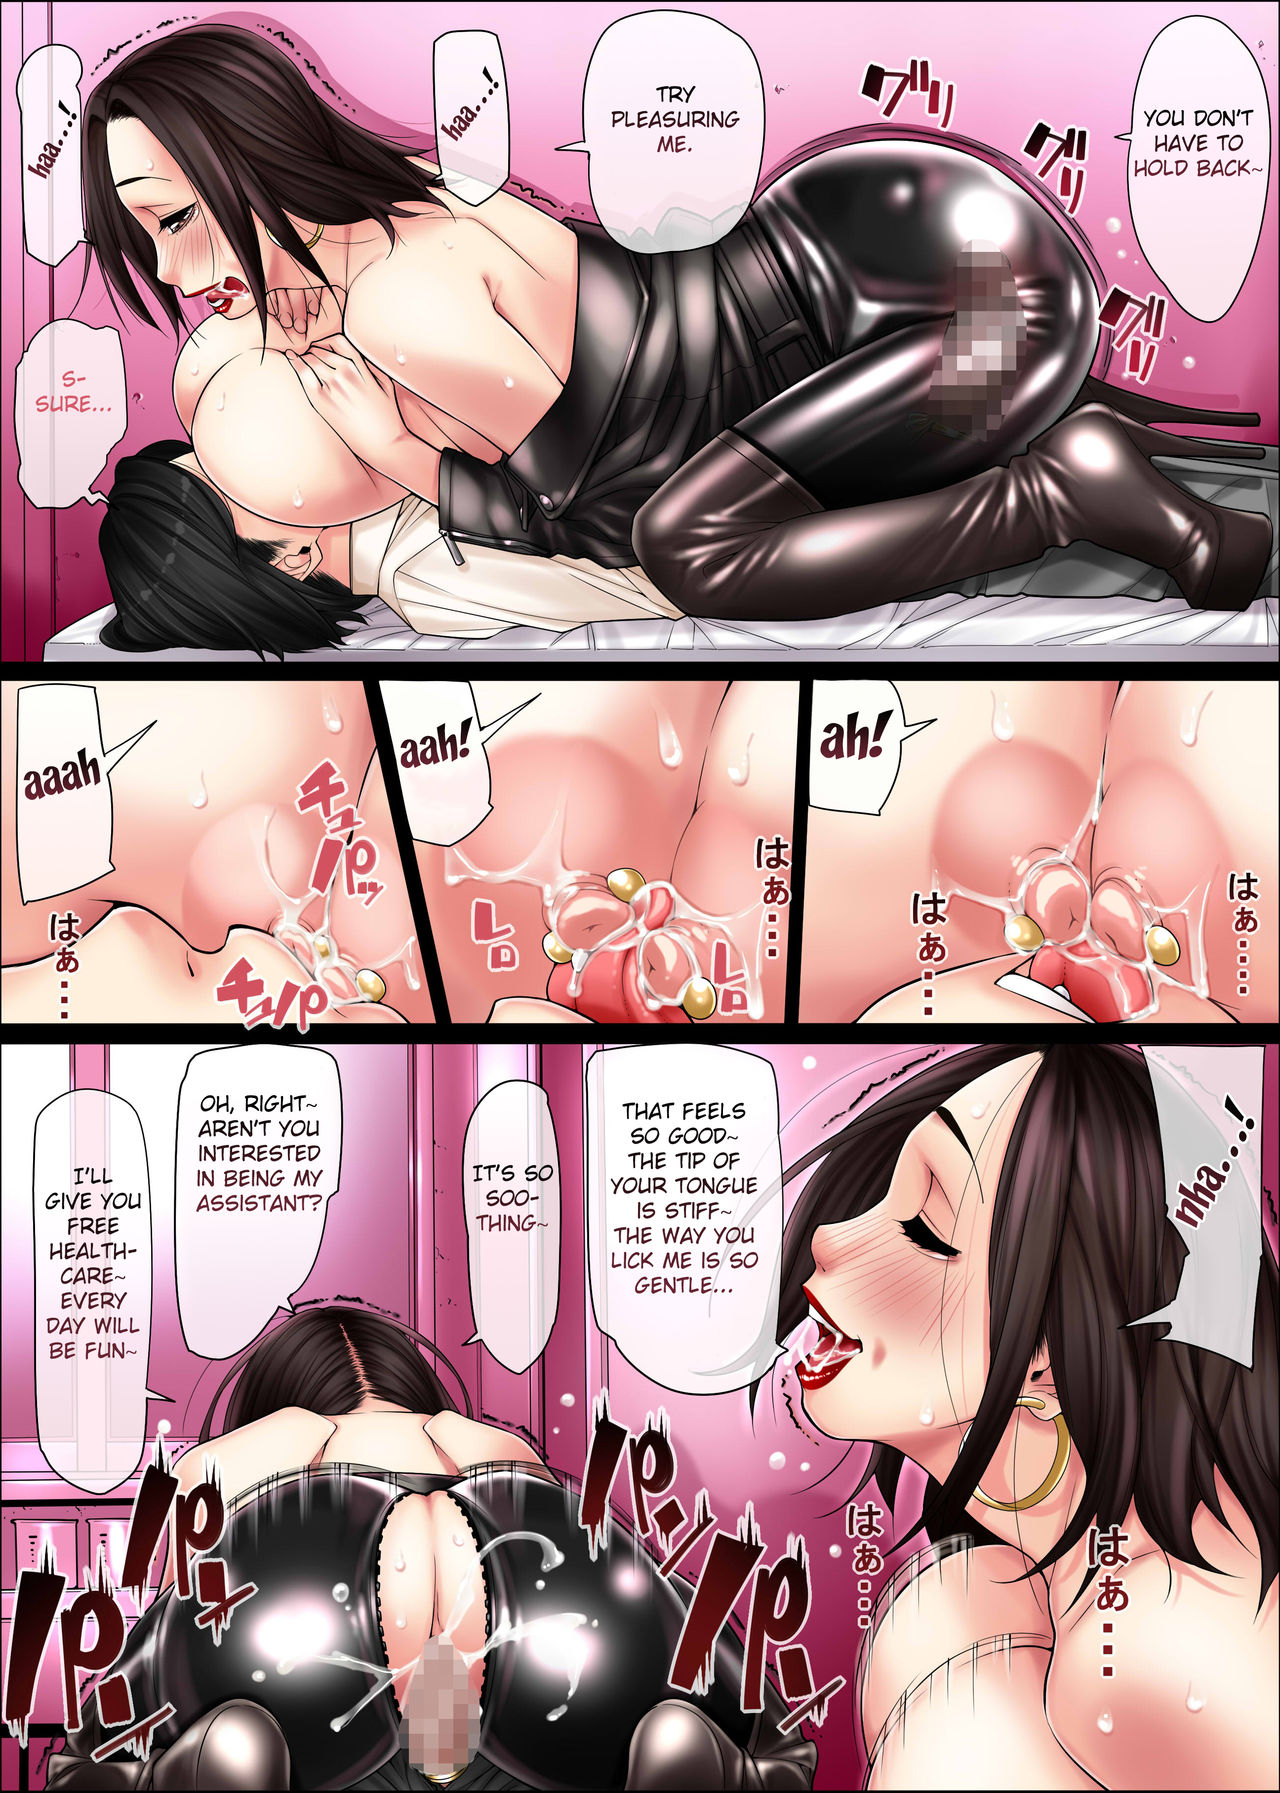 YOU DON'T
HAVE TO
HOLD BACK~
グリ
グリ
グリ
TRY
PLEASURING
ME.
haa...!
haa...!
S-
SURE...
ah!
はぁ...
はぁ...
aah!
はぁ...
レロ
レロ
aaah
チュパッ
チュパ
はぁ...
nha...!
THAT FEELS
SO GOOD~
THE TIP OF
YOUR TONGUE
IS STIFF~
THE WAY YOU
LICK ME IS SO
GENTLE...
はぁ...
はぁ...
IT'S SO
SOO-
THING~
OH, RIGHT~
AREN'T YOU
INTERESTED
IN BEING MY
ASSISTANT?
I'LL
GIVE YOU
FREE
HEALTH-
CARE~
EVERY
DAY WILL
BE FUN~
パン
パン
パン
パン